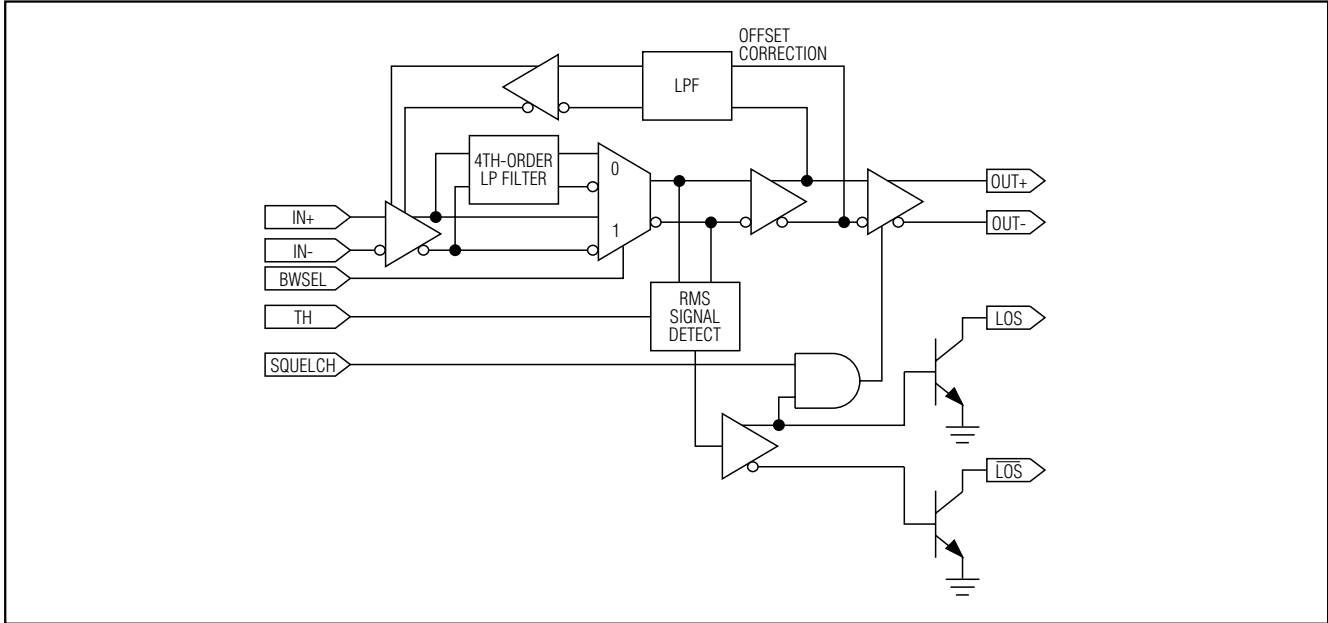 OFFSET
CORRECTION
LPF
4TH-ORDER
LP FILTER
0
1
IN+
IN-
BWSEL
TH
SQUELCH
RMS
SIGNAL
DETECT
OUT+
OUT-
LOS
L̅O̅S̅